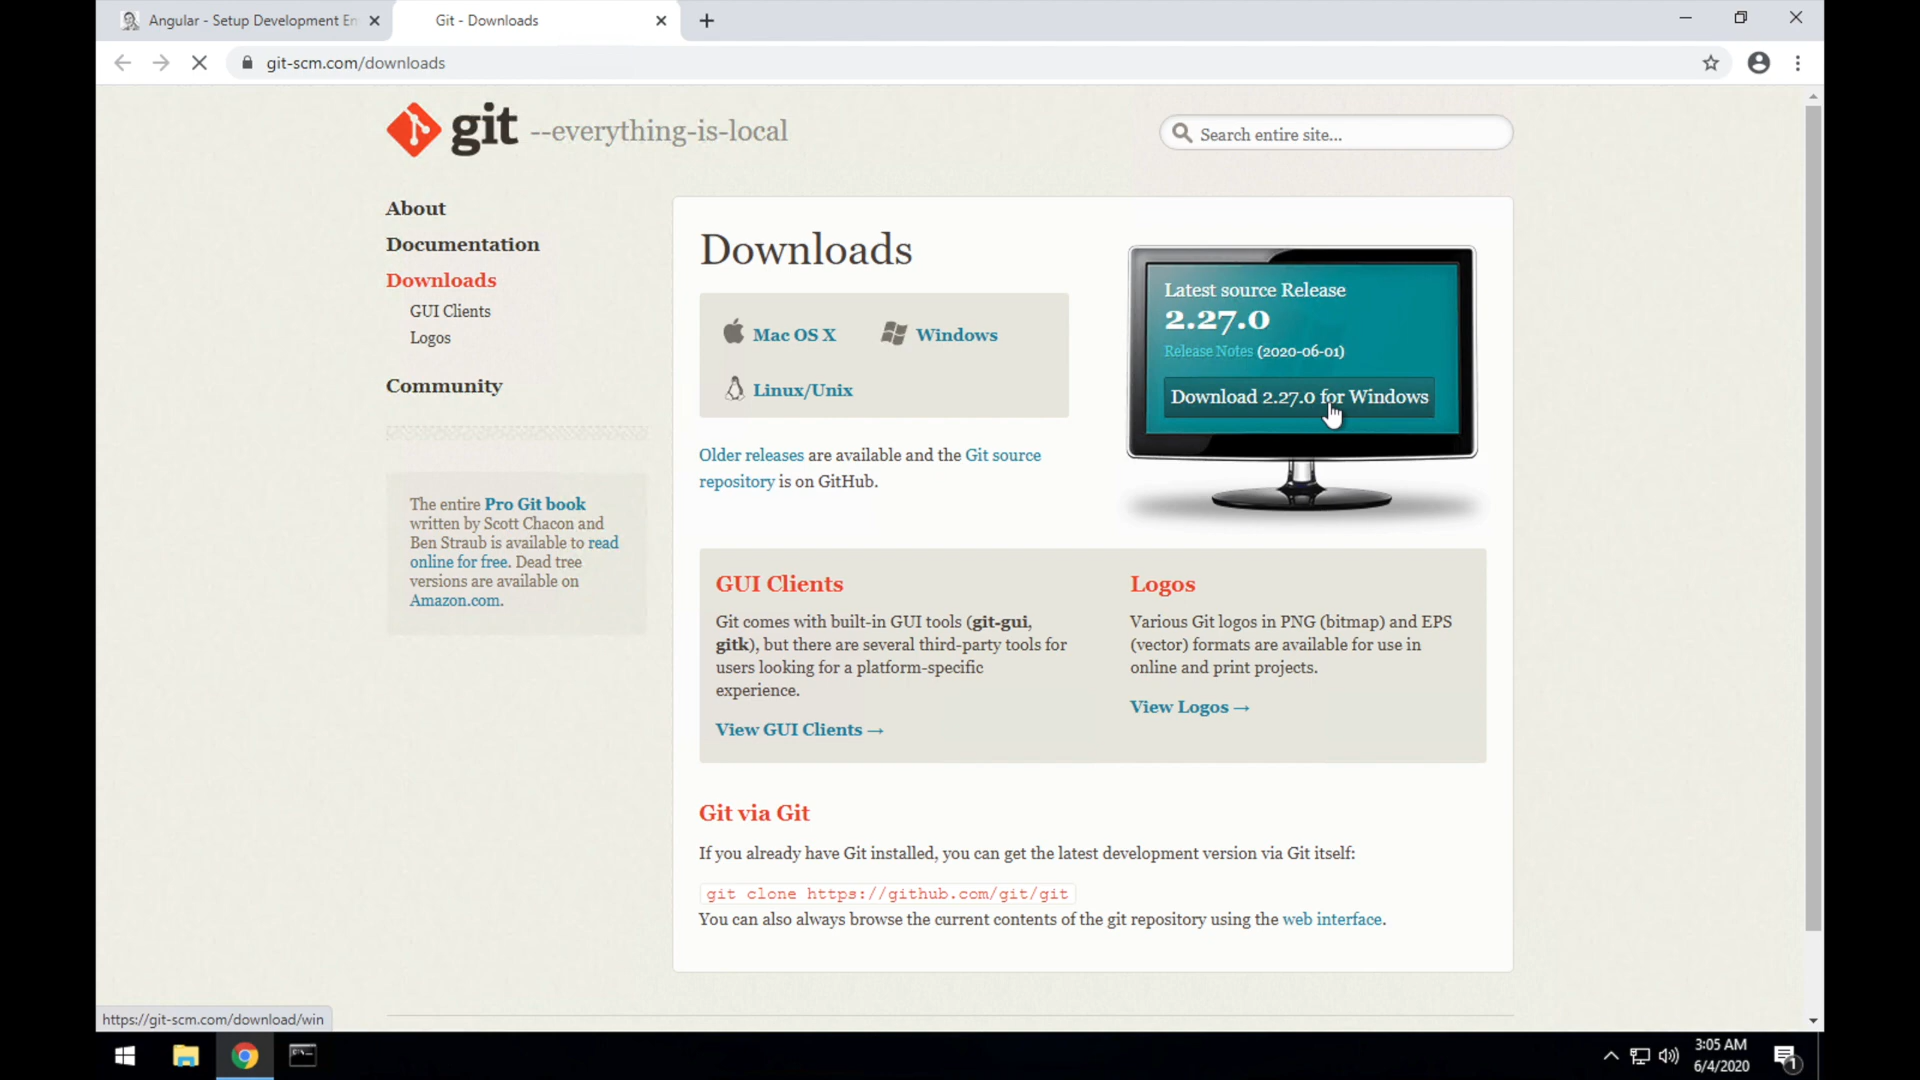 Angular - Setup Development En
Git - Downloads
git-scm.com/downloads
git --everything-is-local
Search entire site...
About
Documentation
Downloads
GUI Clients
Logos
Community
The entire Pro Git book
written by Scott Chacon and
Ben Straub is available to read
online for free. Dead tree
versions are available on
Amazon.com.
Downloads
Mac OS X
Windows
Linux/Unix
Older releases are available and the Git source
repository is on GitHub.
Latest source Release
2.27.0
Release Notes (2020-06-01)
Download 2.27.0 for Windows
GUI Clients
Git comes with built-in GUI tools (git-gui,
gitk), but there are several third-party tools for
users looking for a platform-specific
experience.
View GUI Clients →
Logos
Various Git logos in PNG (bitmap) and EPS
(vector) formats are available for use in
online and print projects.
View Logos →
Git via Git
If you already have Git installed, you can get the latest development version via Git itself:
git clone https://github.com/git/git
You can also always browse the current contents of the git repository using the web interface.
https://git-scm.com/download/win
3:05 AM
6/4/2020
1